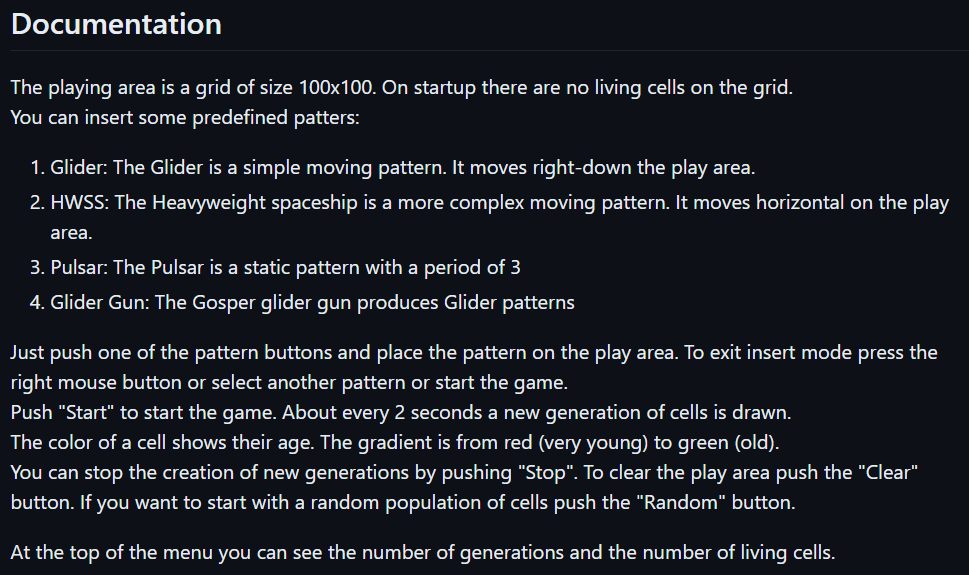 Documentation
The playing area is a grid of size 100x100. On startup there are no living cells on the grid.
You can insert some predefined patters:
1. Glider: The Glider is a simple moving pattern. It moves right-down the play area.
2. HWSS: The Heavyweight spaceship is a more complex moving pattern. It moves horizontal on the play
area.
3. Pulsar: The Pulsar is a static pattern with a period of 3
4. Glider Gun: The Gosper glider gun produces Glider patterns
Just push one of the pattern buttons and place the pattern on the play area. To exit insert mode press the
right mouse button or select another pattern or start the game.
Push "Start" to start the game. About every 2 seconds a new generation of cells is drawn.
The color of a cell shows their age. The gradient is from red (very young) to green (old).
You can stop the creation of new generations by pushing "Stop". To clear the play area push the "Clear"
button. If you want to start with a random population of cells push the "Random" button.
At the top of the menu you can see the number of generations and the number of living cells.